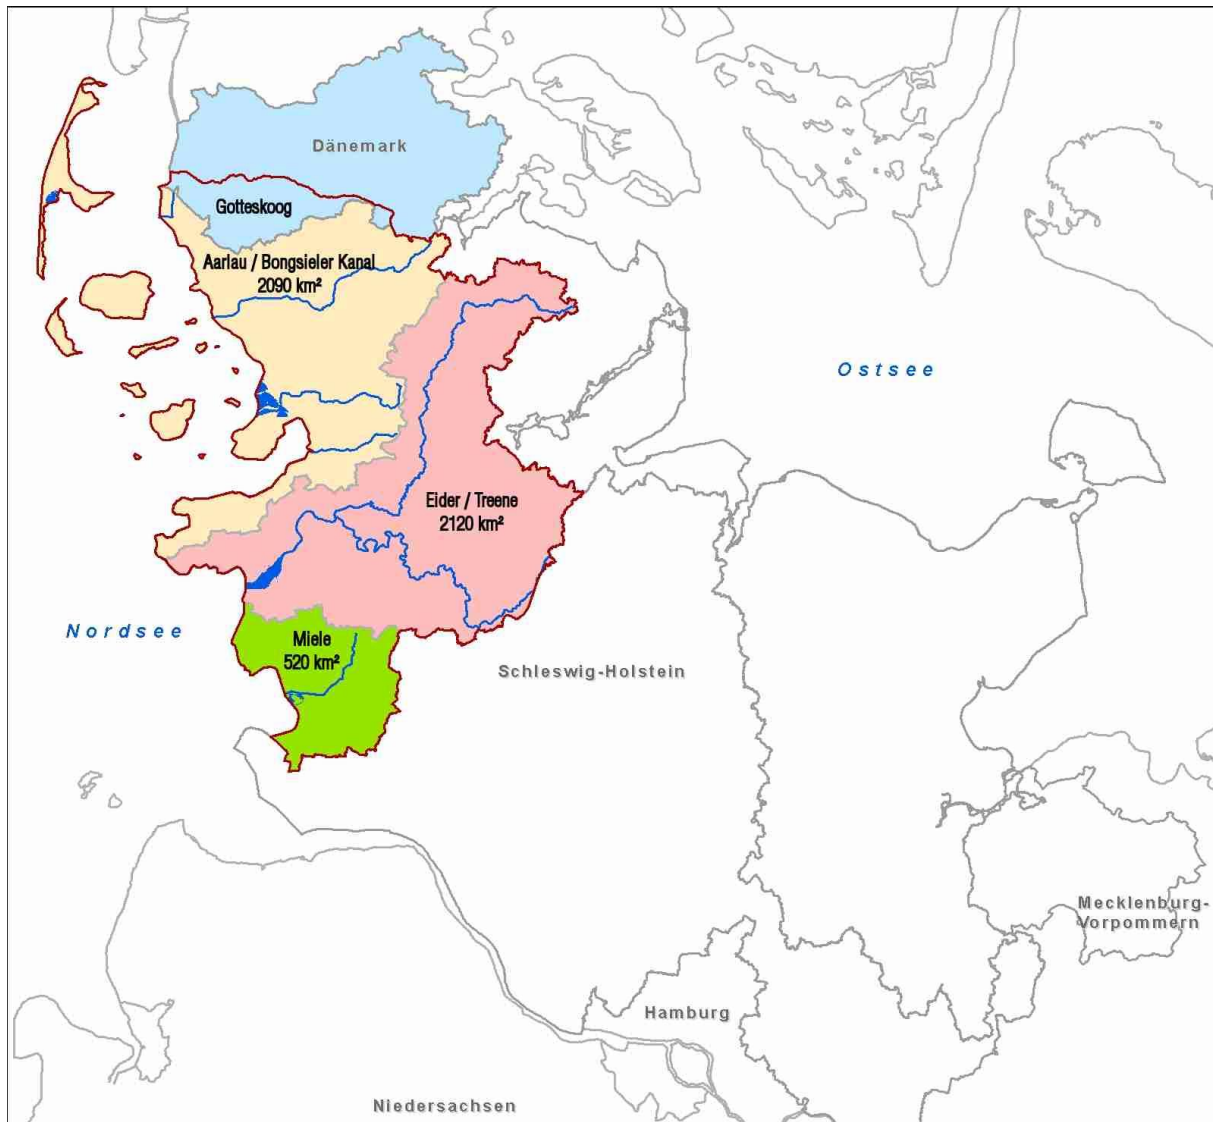 Dänemark
Gotteskoog
Aarlau / Bongsieler Kanal
2090 km²
Ostsee
Eider / Treene
2120 km²
Nordsee
Miele
520 km²
Schleswig-Holstein
Mecklenburg-
Vorpommern
Hamburg
Niedersachsen